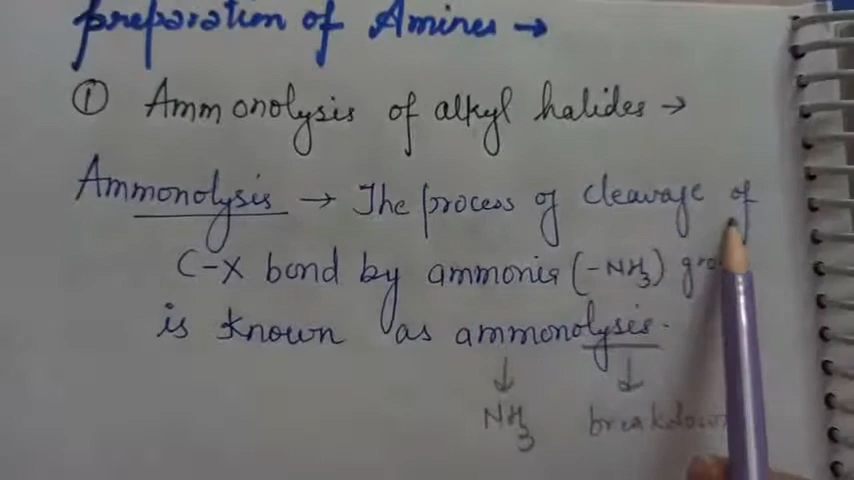 preparation of Amines →
① Ammonolysis of alkyl halides →
Ammonolysis → The process of cleavage of
C-X bond by ammonia (-NH3)
is known as ammonolysis.
↓ ↓
NH3 breakdown